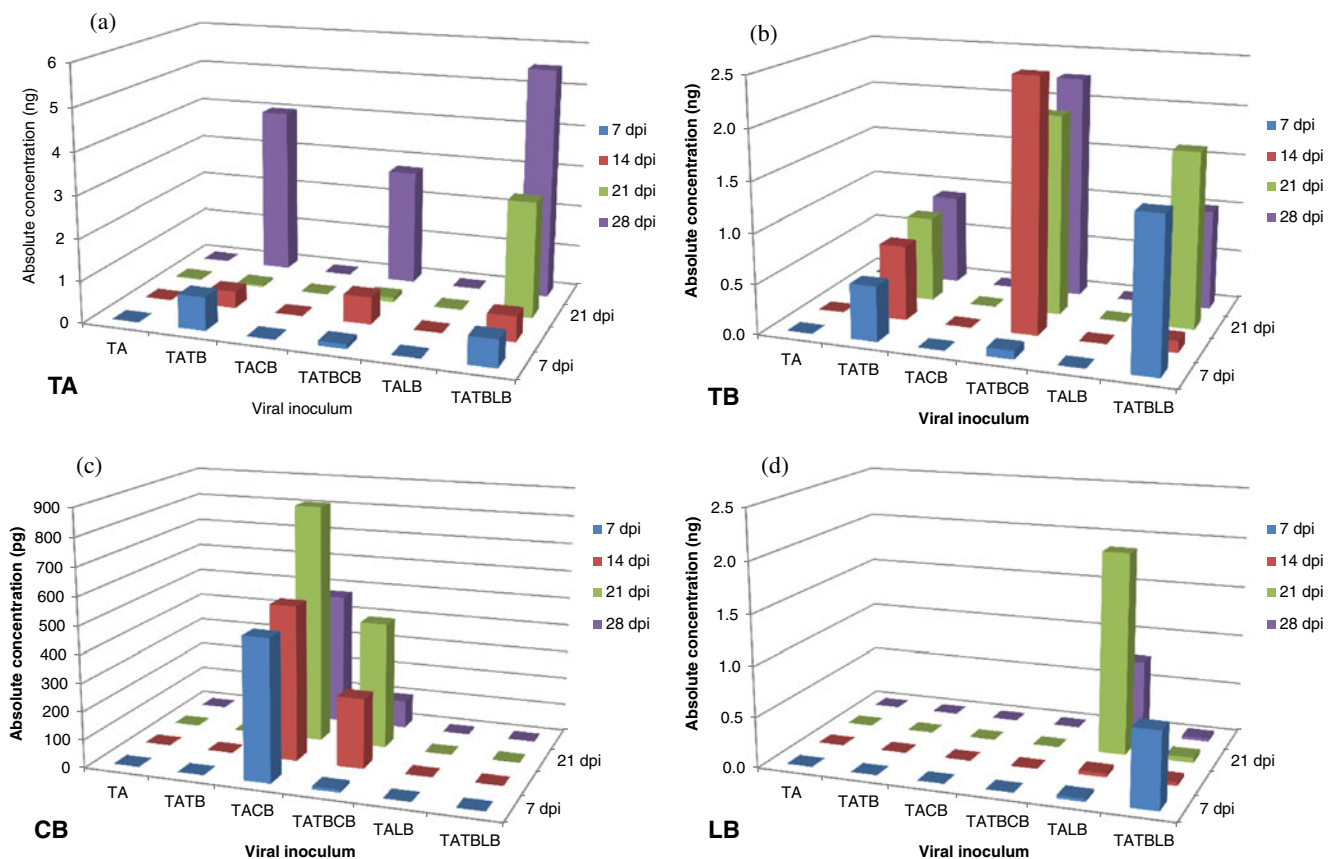 (a)
Absolute concentration (ng)
6
5
4
3
2
1
0
TA
TATB
TACB
TATBCB
TALB
TATBLB
7 dpi
21 dpi
Viral inoculum
TA
7 dpi
14 dpi
21 dpi
28 dpi
(b)
Absolute concentration (ng)
2.5
2.0
1.5
1.0
0.5
0.0
TA
TATB
TACB
TATBCB
TALB
TATBLB
7 dpi
21 dpi
Viral inoculum
TB
7 dpi
14 dpi
21 dpi
28 dpi
(c)
Absolute concentration (pg)
900
800
700
600
500
400
300
200
100
0
TA
TATB
TACB
TATBCB
TALB
TATBLB
7 dpi
21 dpi
Viral inoculum
CB
7 dpi
14 dpi
21 dpi
28 dpi
(d)
Absolute concentration (ng)
2.5
2.0
1.5
1.0
0.5
0.0
TA
TATB
TACB
TATBCB
TALB
TATBLB
7 dpi
21 dpi
Viral inoculum
LB
7 dpi
14 dpi
21 dpi
28 dpi